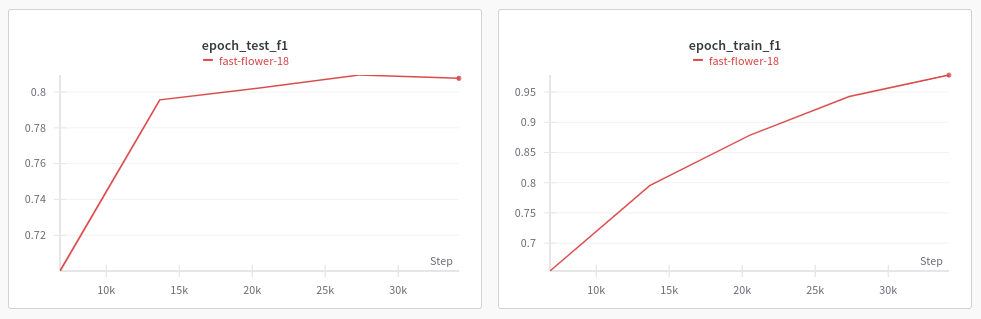 epoch_test_f1
fast-flower-18
0.8
0.78
0.76
0.74
0.72
Step
10k
15k
20k
25k
30k
epoch_train_f1
fast-flower-18
0.95
0.9
0.85
0.8
0.75
0.7
Step
10k
15k
20k
25k
30k